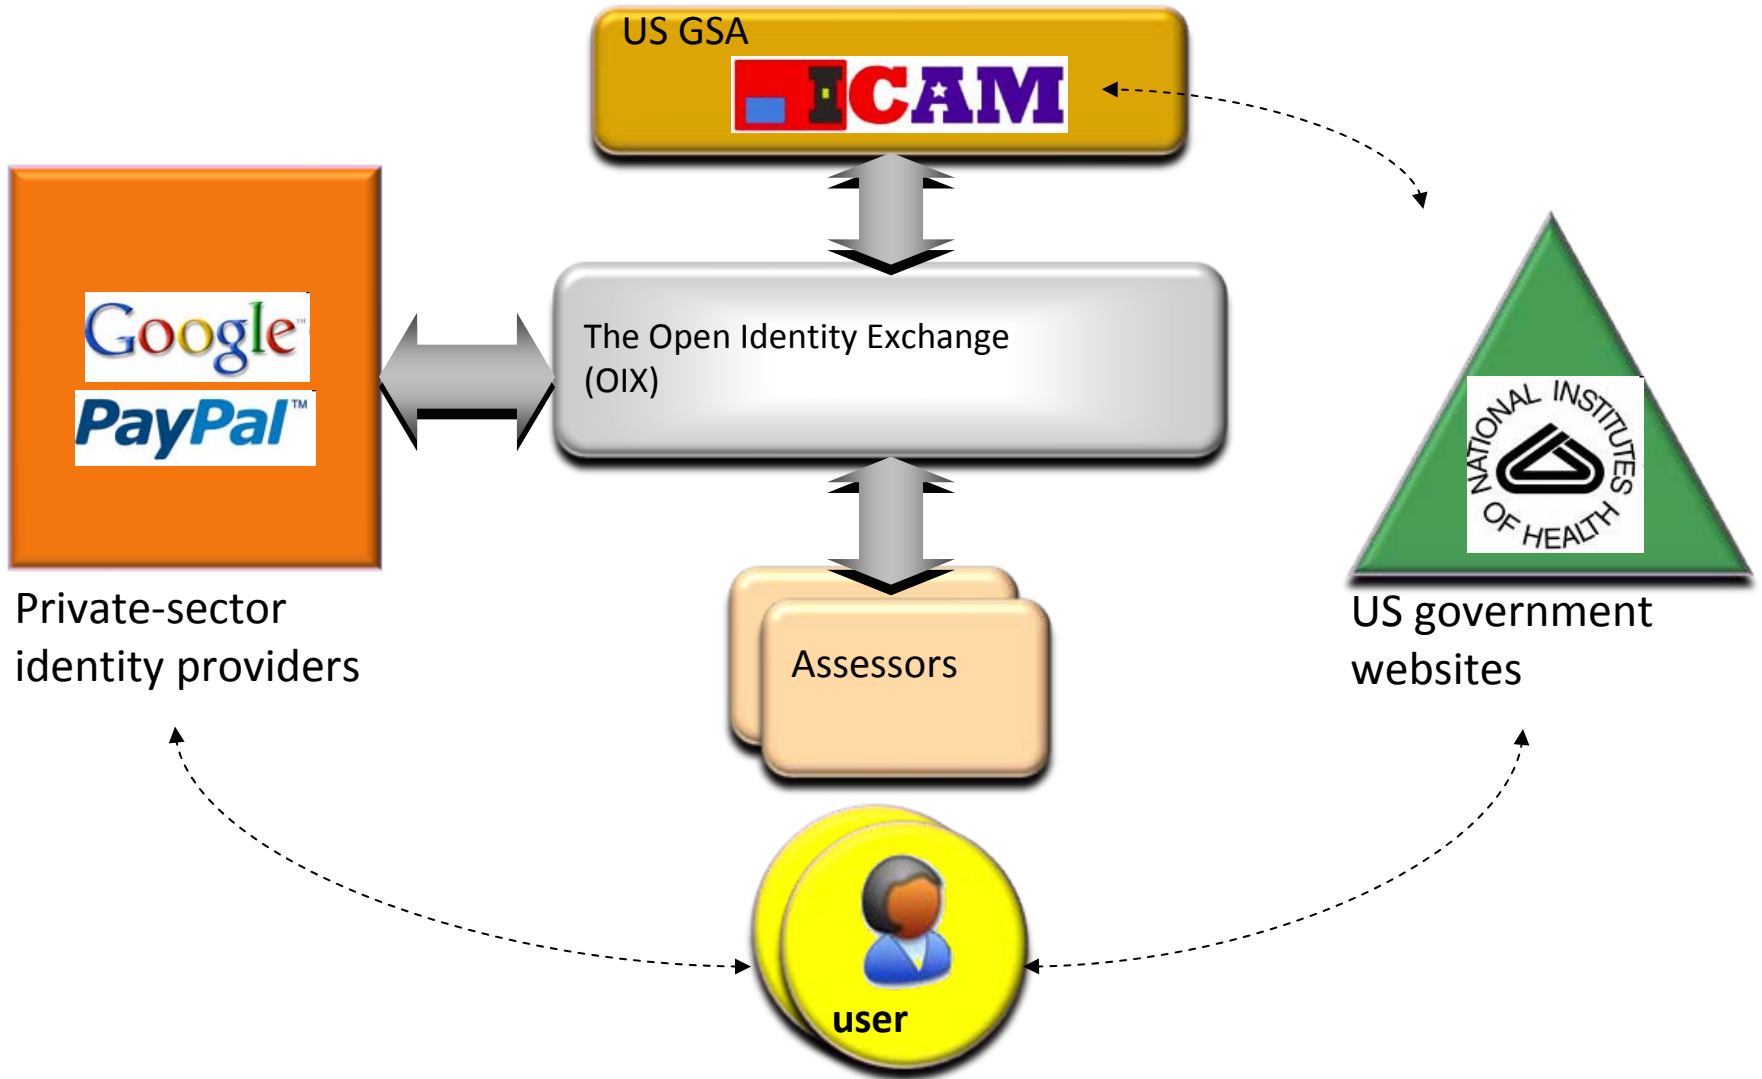 US GSA
ICAM
Google™
PayPal™
The Open Identity Exchange
(OIX)
NATIONAL INSTITUTES
OF HEALTH
Private-sector
identity providers
Assessors
US government
websites
user